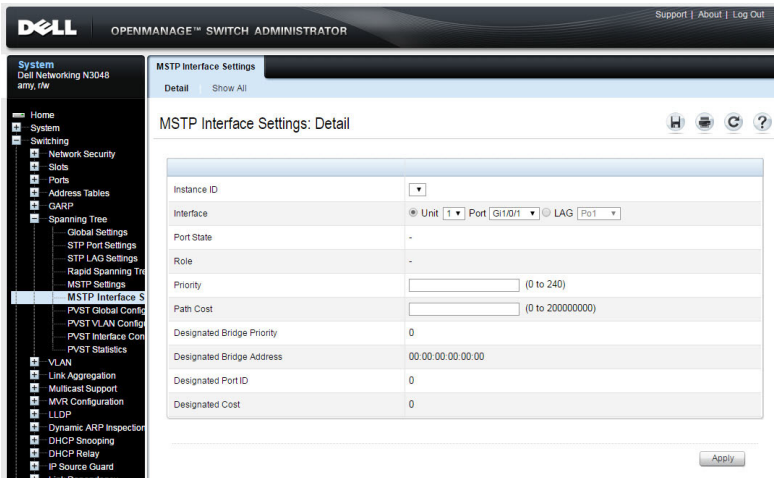 Support | About | Log Out
DELL OPENMANAGE™ SWITCH ADMINISTRATOR
System
Dell Networking N3048
amy, r/w
Home
System
Switching
Network Security
Slots
Ports
Address Tables
GARP
Spanning Tree
Global Settings
STP Port Settings
STP LAG Settings
Rapid Spanning Tre
MSTP Settings
MSTP Interface S
PVST Global Config
PVST VLAN Config
PVST Interface Con
PVST Statistics
VLAN
Link Aggregation
Multicast Support
MVR Configuration
LLDP
Dynamic ARP Inspection
DHCP Snooping
DHCP Relay
IP Source Guard
MSTP Interface Settings
Detail Show All
MSTP Interface Settings: Detail
Instance ID
Interface Unit 1 Port Gi1/0/1 LAG Po1
Port State -
Role -
Priority (0 to 240)
Path Cost (0 to 200000000)
Designated Bridge Priority 0
Designated Bridge Address 00:00:00:00:00:00
Designated Port ID 0
Designated Cost 0
Apply